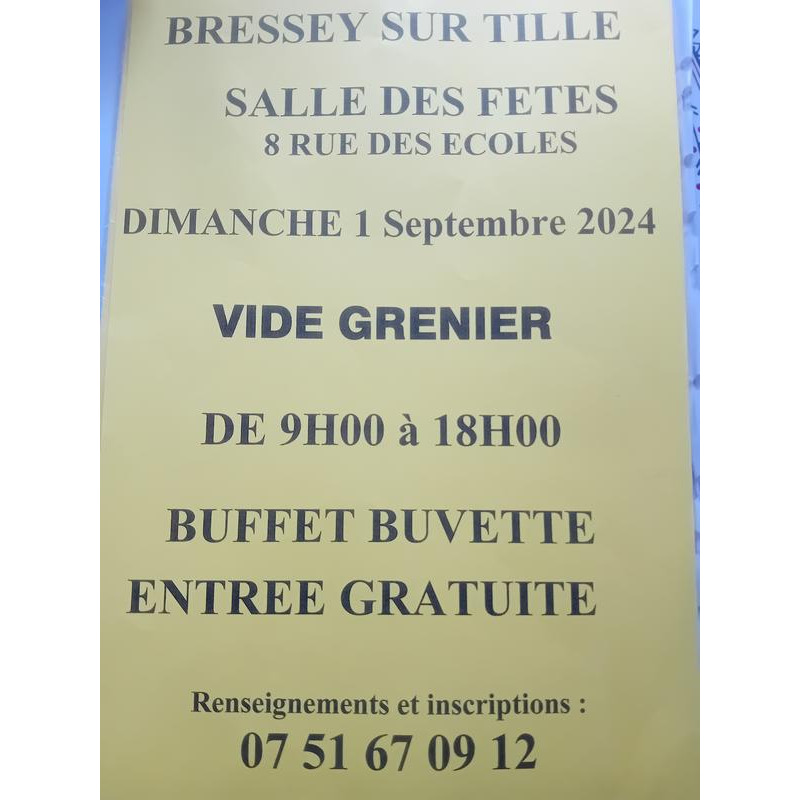 BRESSEY SUR TILLE
SALLE DES FETES
8 RUE DES ECOLES
DIMANCHE 1 Septembre 2024
VIDE GRENIER
DE 9H00 à 18H00
BUFFET BUVETTE
ENTREE GRATUITE
Renseignements et inscriptions :
07 51 67 09 12